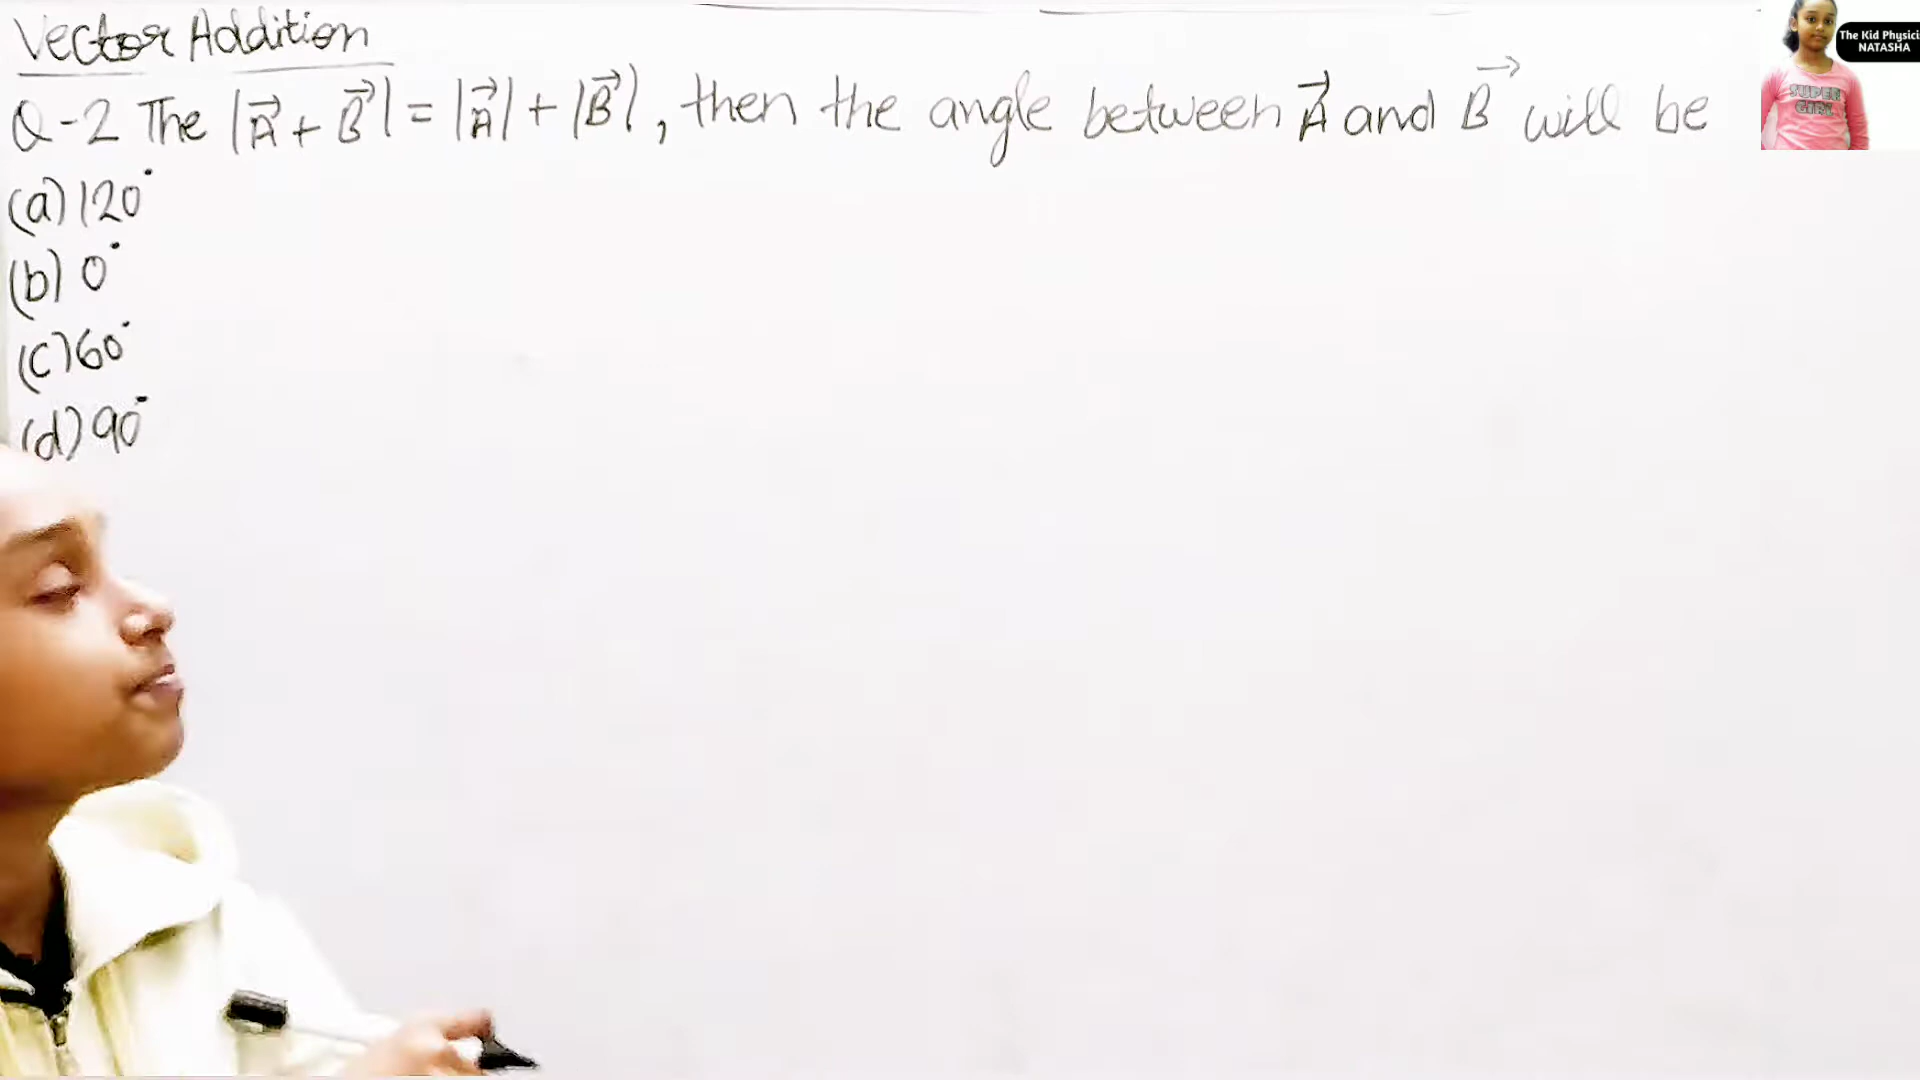 Vector Addition
Q-2 The |A⃗ + B⃗| = |A⃗| + |B⃗|, then the angle between A⃗ and B⃗ will be
(a) 120°
(b) 0°
(c) 60°
(d) 90°
The Kid Physici
NATASHA
SUPER
GIRL